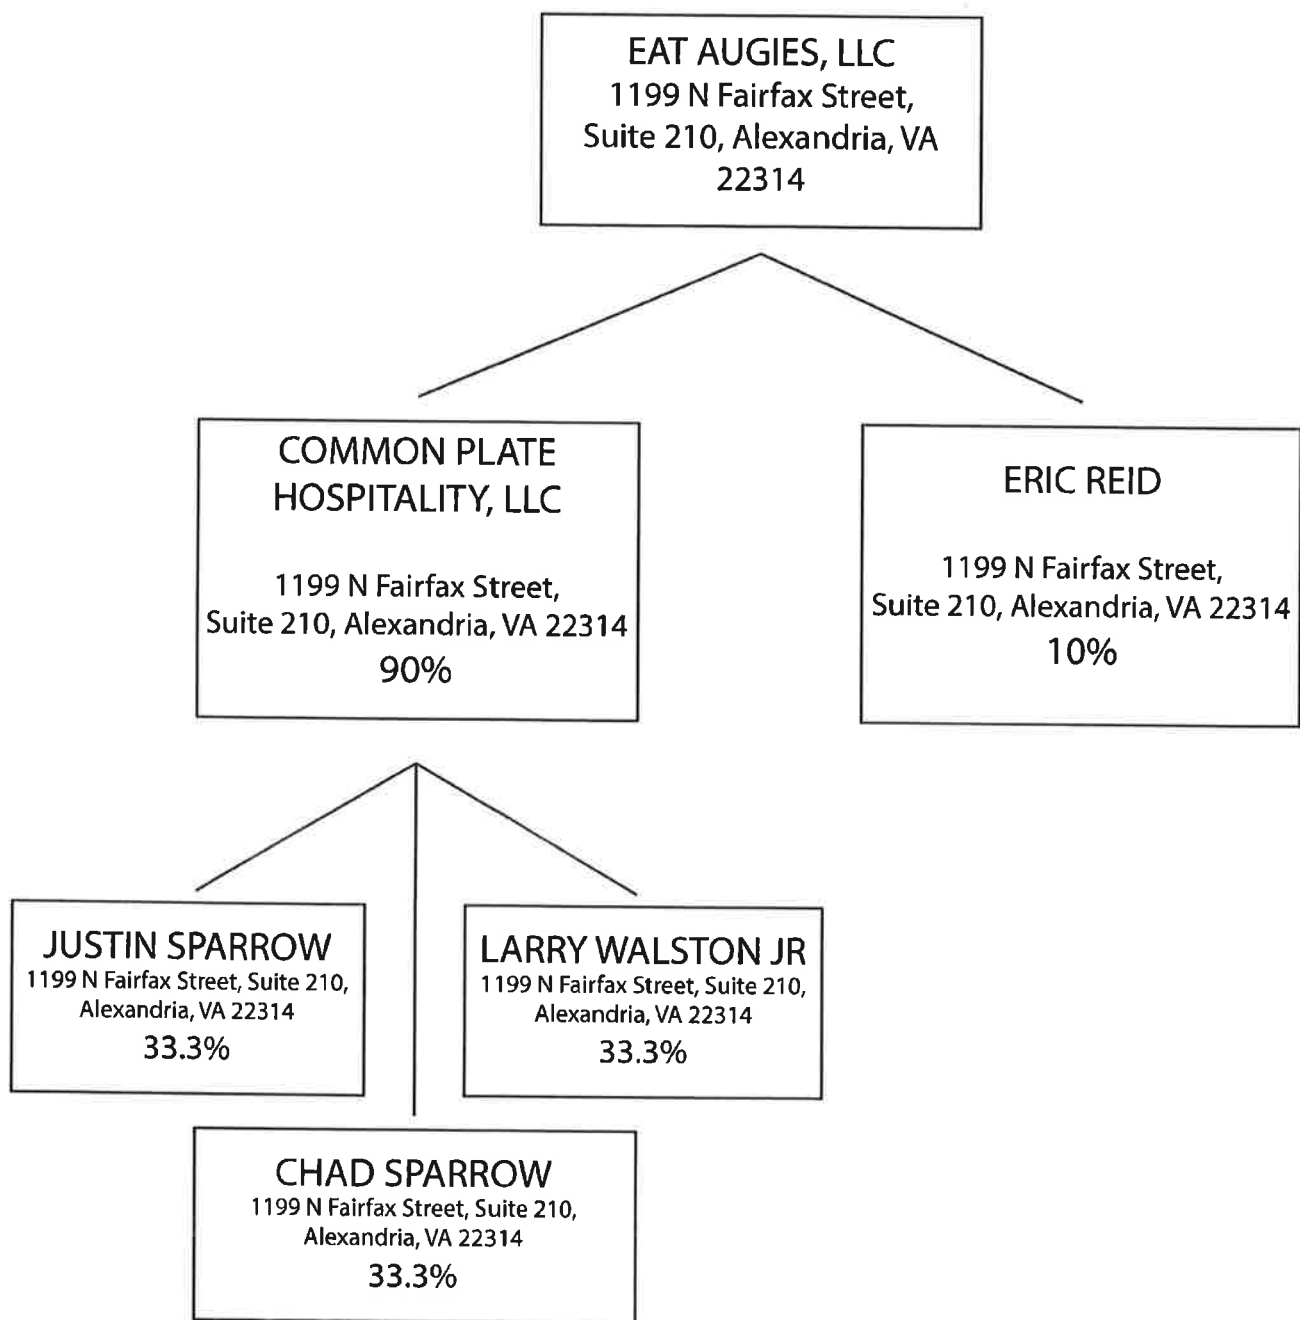 EAT AUGIES, LLC
1199 N Fairfax Street,
Suite 210, Alexandria, VA
22314
COMMON PLATE
HOSPITALITY, LLC
1199 N Fairfax Street,
Suite 210, Alexandria, VA 22314
90%
ERIC REID
1199 N Fairfax Street,
Suite 210, Alexandria, VA 22314
10%
JUSTIN SPARROW
1199 N Fairfax Street, Suite 210,
Alexandria, VA 22314
33.3%
LARRY WALSTON JR
1199 N Fairfax Street, Suite 210,
Alexandria, VA 22314
33.3%
CHAD SPARROW
1199 N Fairfax Street, Suite 210,
Alexandria, VA 22314
33.3%